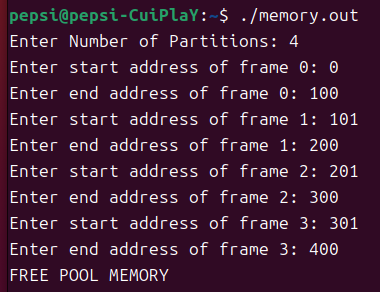 pepsi@pepsi-CuiPlaY:~$ ./memory.out
Enter Number of Partitions: 4
Enter start address of frame 0: 0
Enter end address of frame 0: 100
Enter start address of frame 1: 101
Enter end address of frame 1: 200
Enter start address of frame 2: 201
Enter end address of frame 2: 300
Enter start address of frame 3: 301
Enter end address of frame 3: 400
FREE POOL MEMORY